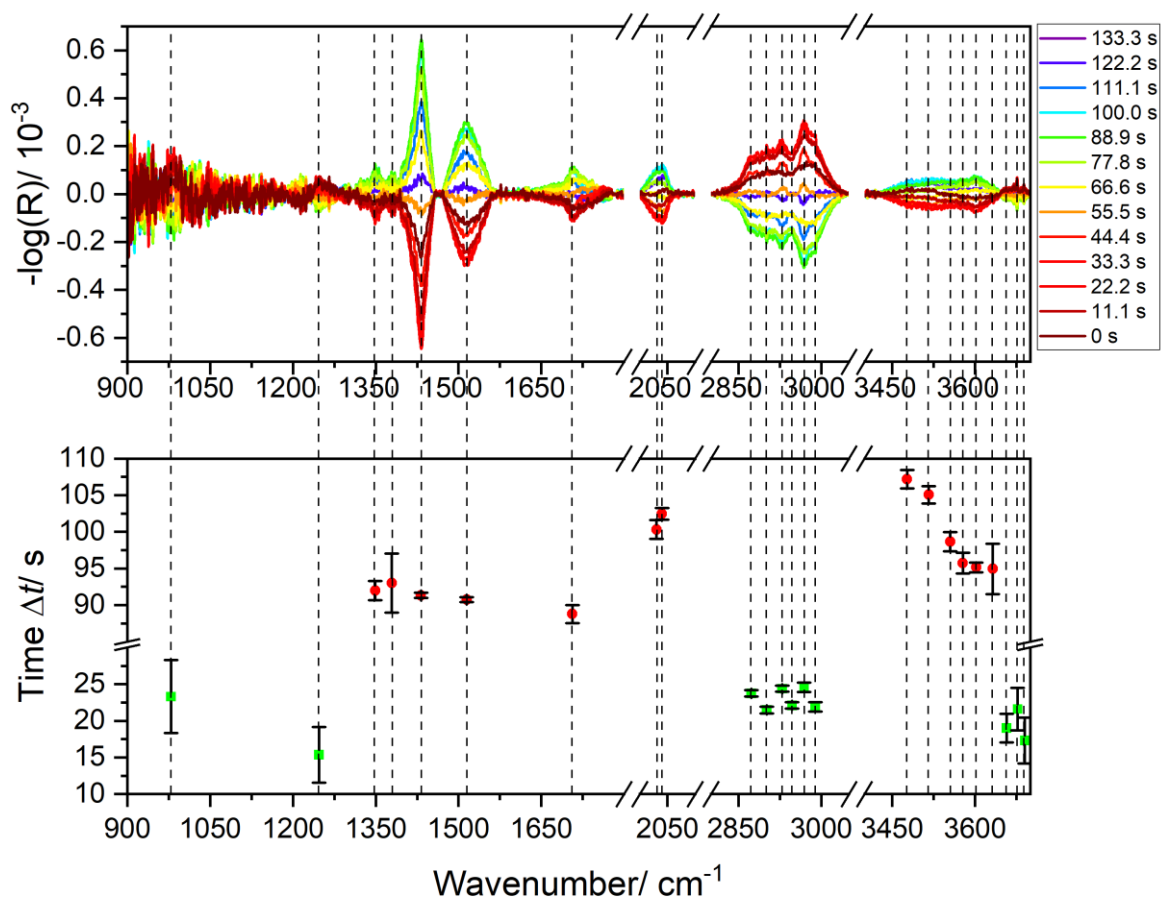 -log(R)/ 10⁻³
0.6
0.4
0.2
0.0
-0.2
-0.4
-0.6
900 1050 1200 1350 1500 1650 2050 2850 3000 3450 3600
133.3 s
122.2 s
111.1 s
100.0 s
88.9 s
77.8 s
66.6 s
55.5 s
44.4 s
33.3 s
22.2 s
11.1 s
0 s
Time Δt/ s
110
105
100
95
90
25
20
15
10
900 1050 1200 1350 1500 1650 2050 2850 3000 3450 3600
Wavenumber/ cm⁻¹